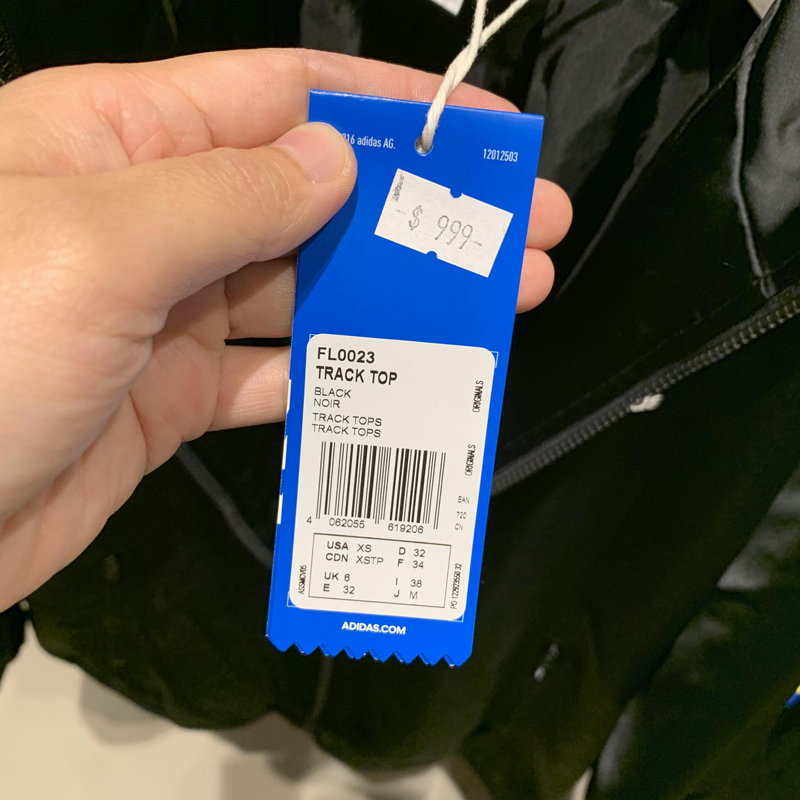 16 adidas AG.
12012503
- $ 999-
FL0023
TRACK TOP
BLACK
NOIR
TRACK TOPS
TRACK TOPS
ORIGINALS
ORIGINALS
EAN
T20
CN
4 062055 619206
USA XS D 32
CDN XSTP F 34
UK 6 I 38
E 32 J M
ADIDAS.COM